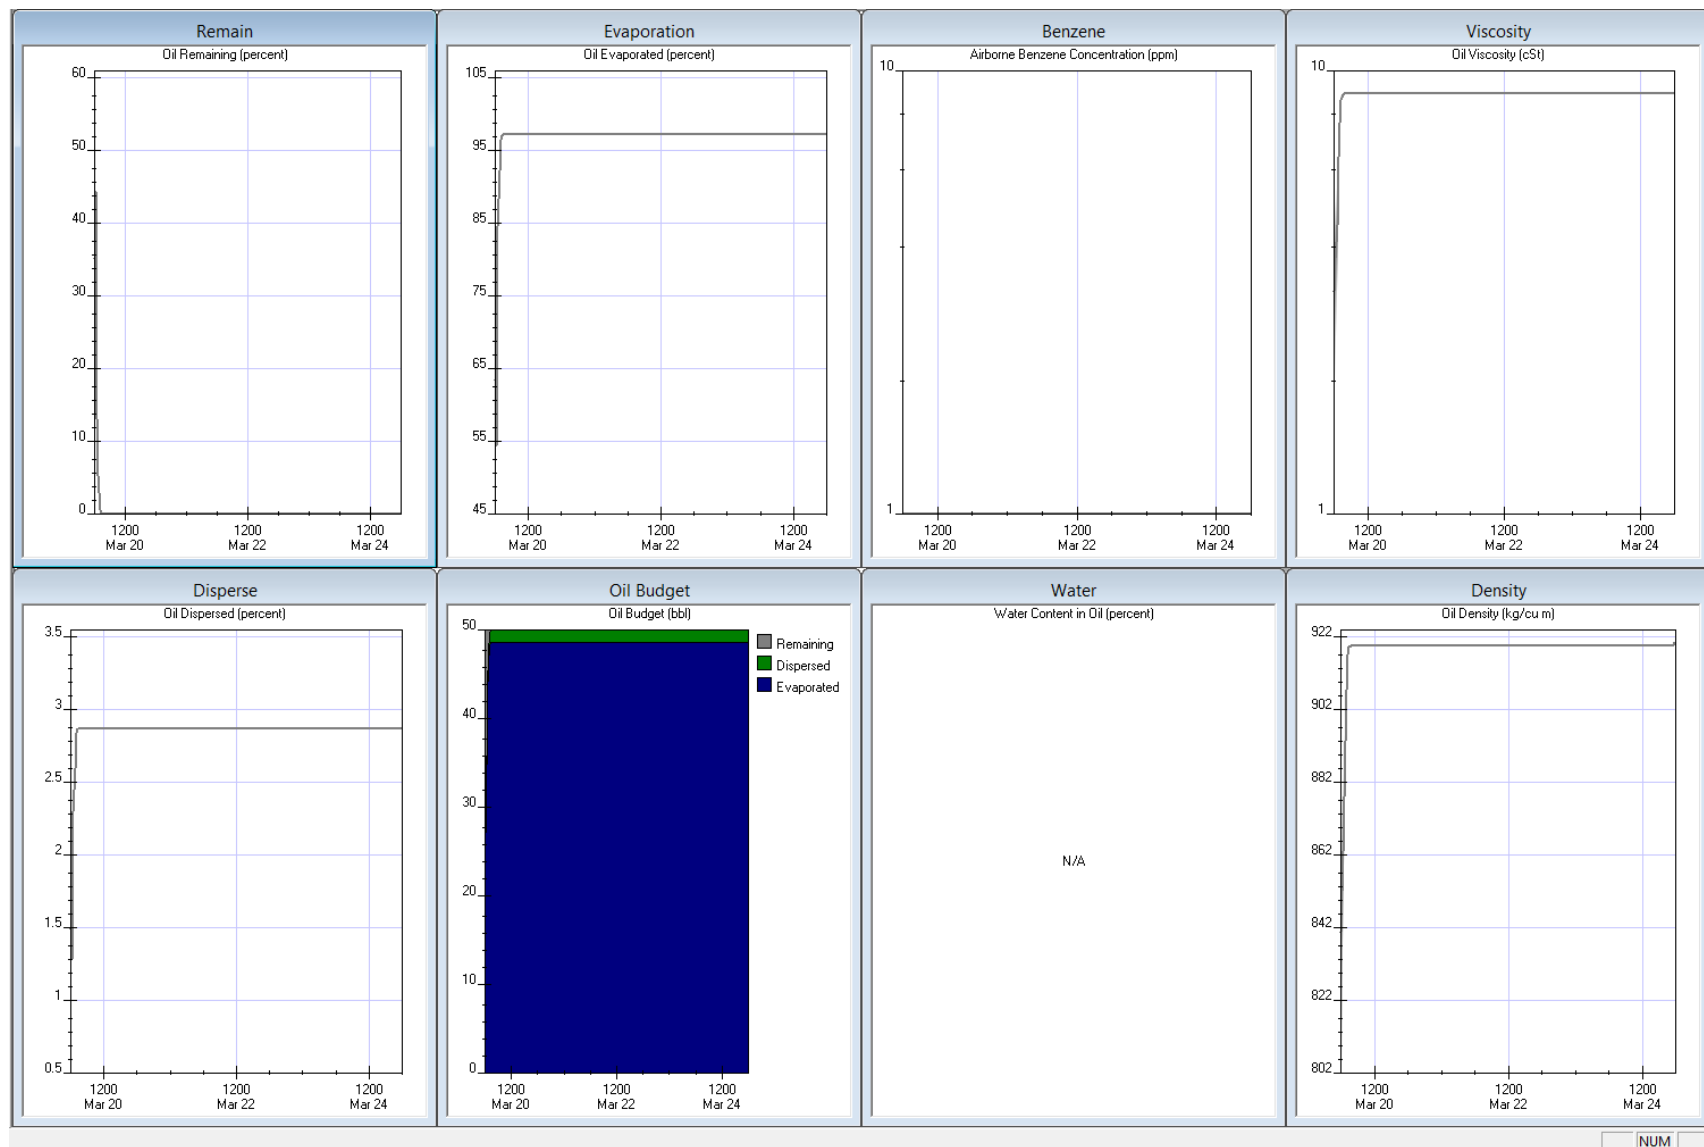 Remain
Oil Remaining (percent)
60
50
40
30
20
10
0
1200 1200 1200
Mar 20 Mar 22 Mar 24
Evaporation
Oil Evaporated (percent)
105
95
85
75
65
55
45
1200 1200 1200
Mar 20 Mar 22 Mar 24
Benzene
Airborne Benzene Concentration (ppm)
10
1
1200 1200 1200
Mar 20 Mar 22 Mar 24
Viscosity
Oil Viscosity (cSt)
10
1
1200 1200 1200
Mar 20 Mar 22 Mar 24
Disperse
Oil Dispersed (percent)
3.5
3
2.5
2
1.5
1
0.5
1200 1200 1200
Mar 20 Mar 22 Mar 24
Oil Budget
Oil Budget (bbl)
50
40
30
20
10
0
1200 1200 1200
Mar 20 Mar 22 Mar 24
Remaining
Dispersed
Evaporated
Water
Water Content in Oil (percent)
N/A
Density
Oil Density (kg/cu m)
922
902
882
862
842
822
802
1200 1200 1200
Mar 20 Mar 22 Mar 24
NUM